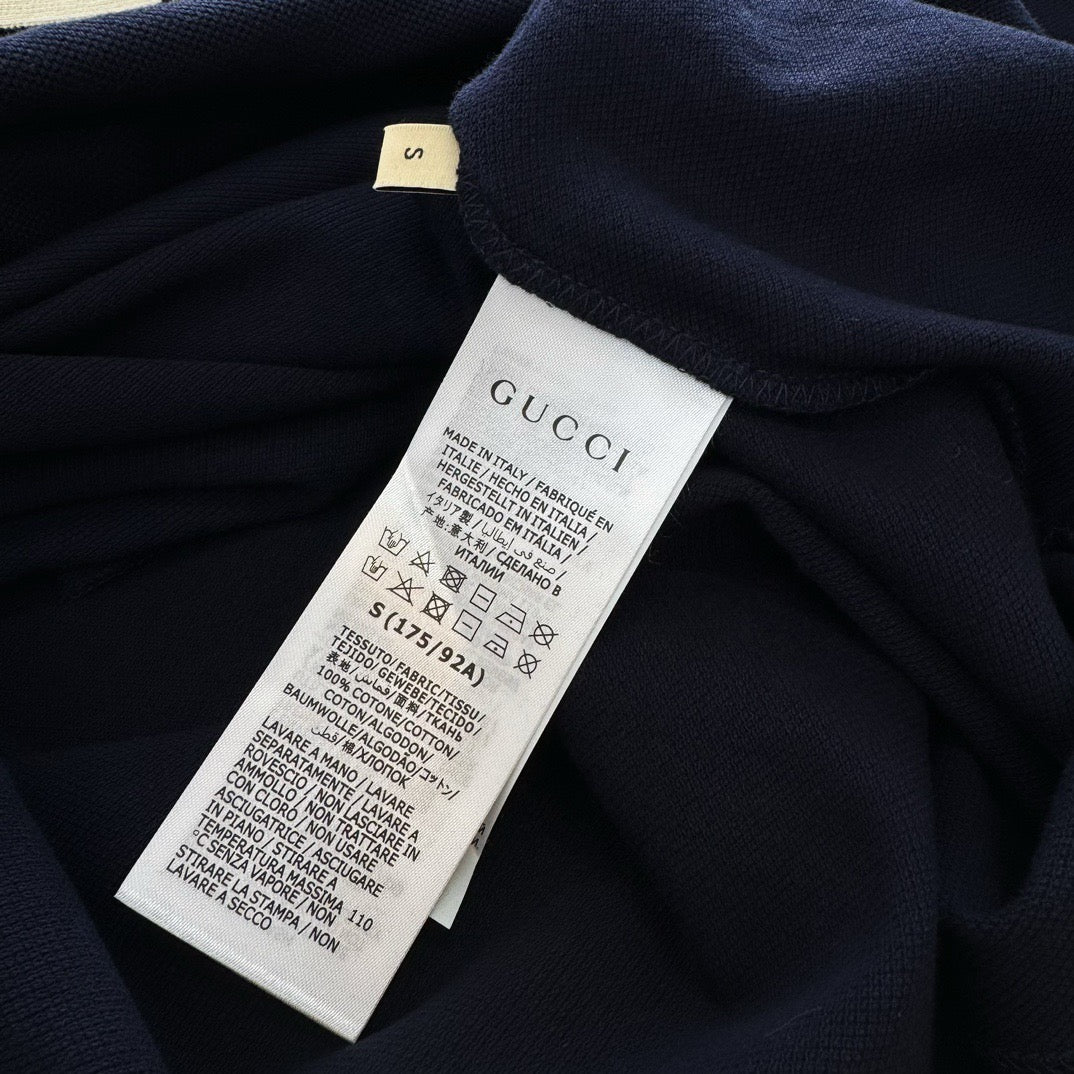 S
GUCCI
MADE IN ITALY / FABRIQUÉ EN
ITALIE / HECHO EN ITALIA /
HERGESTELLT IN ITALIEN /
FABRICADO EM ITÁLIA /
イタリア製 / صنع في إيطاليا /
产地:意大利 / СДЕЛАНО В
ИТАЛИИ
S (175/92A)
TESSUTO/FABRIC/TISSU/
TEJIDO/GEWEBE/TECIDO/
表地/قماش/面料/ТКАНЬ
100% COTONE/COTTON/
COTON/ALGODON/
BAUMWOLLE/ALGODÃO/コットン/
قطن/棉/ХЛОПОК
LAVARE A MANO / LAVARE
SEPARATAMENTE / LAVARE A
ROVESCIO / NON LASCIARE IN
AMMOLLO / NON TRATTARE
CON CLORO / NON USARE
ASCIUGATRICE / ASCIUGARE
IN PIANO / STIRARE A
TEMPERATURA MASSIMA 110
°C SENZA VAPORE / NON
STIRARE LA STAMPA / NON
LAVARE A SECCO